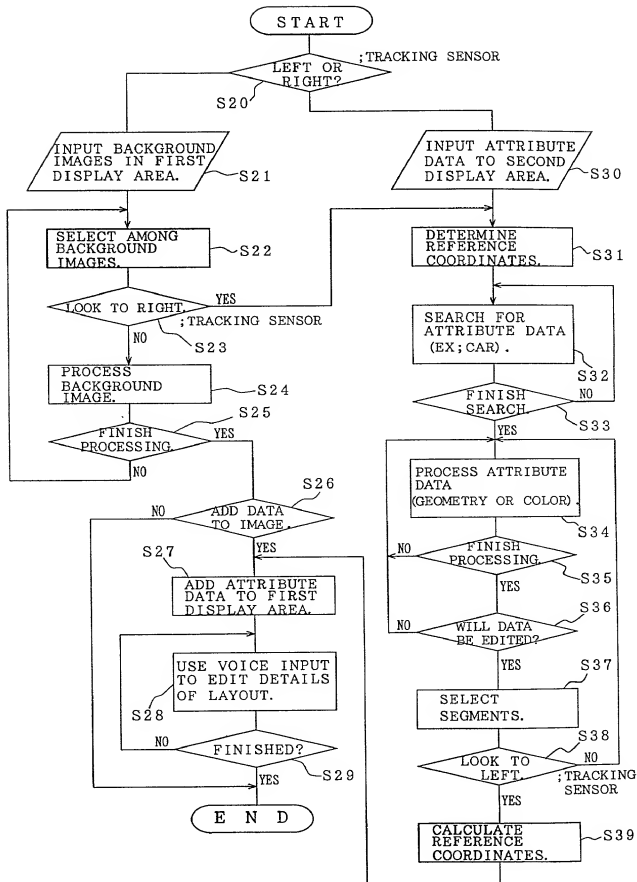 START
LEFT OR
RIGHT?
;TRACKING SENSOR
S20
INPUT BACKGROUND
IMAGES IN FIRST
DISPLAY AREA.
S21
SELECT AMONG
BACKGROUND
IMAGES.
S22
LOOK TO RIGHT.
YES
;TRACKING SENSOR
S23
NO
PROCESS
BACKGROUND
IMAGE.
S24
S25
FINISH
PROCESSING.
YES
NO
S26
NO
ADD DATA
TO IMAGE.
YES
S27
ADD ATTRIBUTE
DATA TO FIRST
DISPLAY AREA.
USE VOICE INPUT
TO EDIT DETAILS
OF LAYOUT.
S28
NO
FINISHED?
S29
YES
END
INPUT ATTRIBUTE
DATA TO SECOND
DISPLAY AREA.
S30
DETERMINE
REFERENCE
COORDINATES.
S31
SEARCH FOR
ATTRIBUTE DATA
(EX;CAR).
S32
FINISH
SEARCH.
NO
S33
YES
PROCESS ATTRIBUTE
DATA
(GEOMETRY OR COLOR).
S34
NO
FINISH
PROCESSING.
S35
YES
S36
NO
WILL DATA
BE EDITED?
YES
S37
SELECT
SEGMENTS.
S38
LOOK TO
LEFT.
NO
;TRACKING
SENSOR
YES
CALCULATE
REFERENCE
COORDINATES.
S39